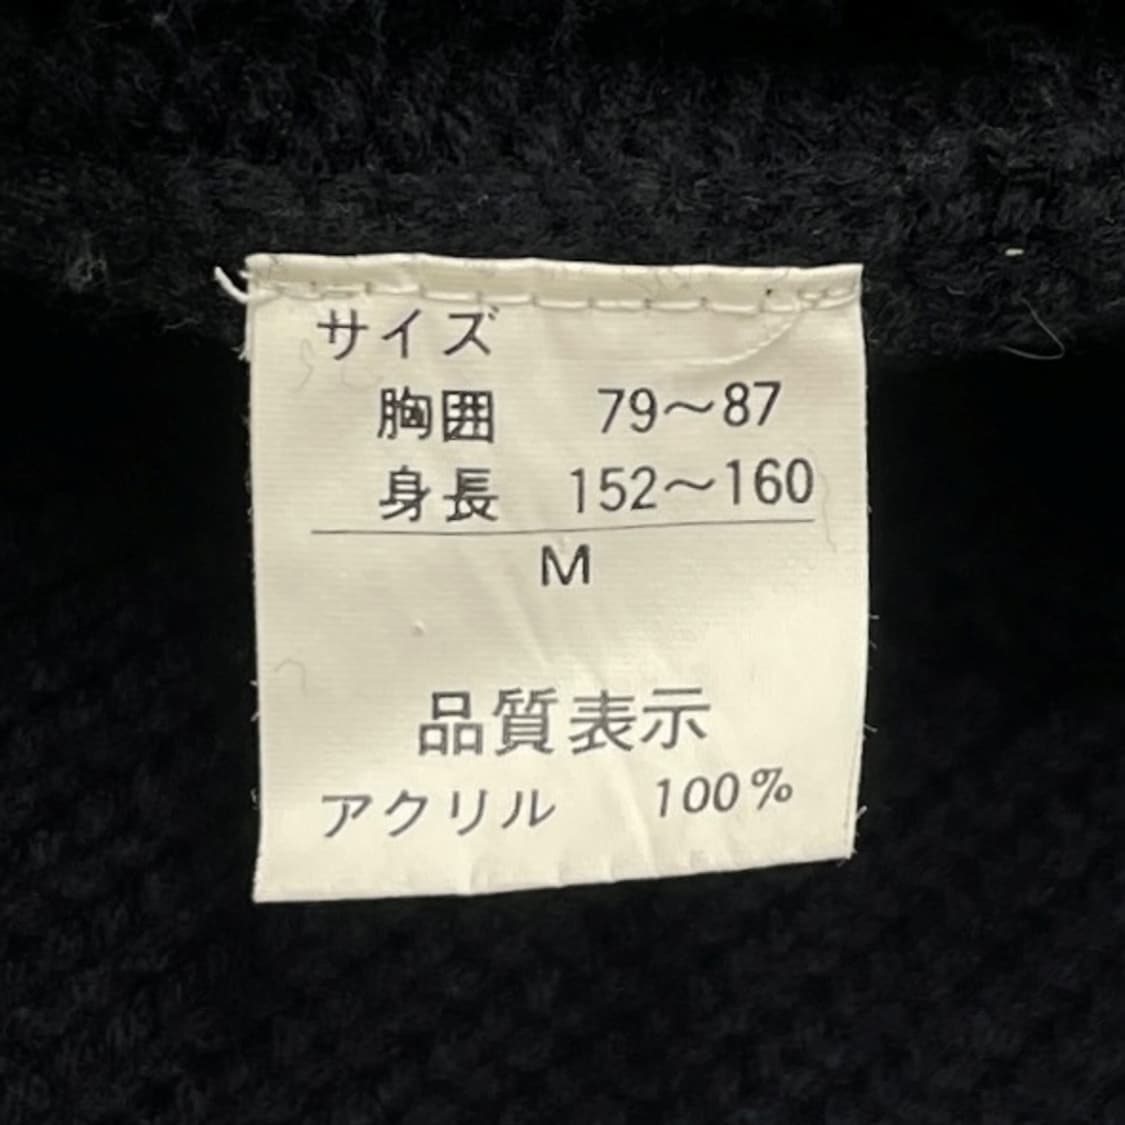 サイズ
胸囲 79～87
身長 152～160
M
品質表示
アクリル 100%